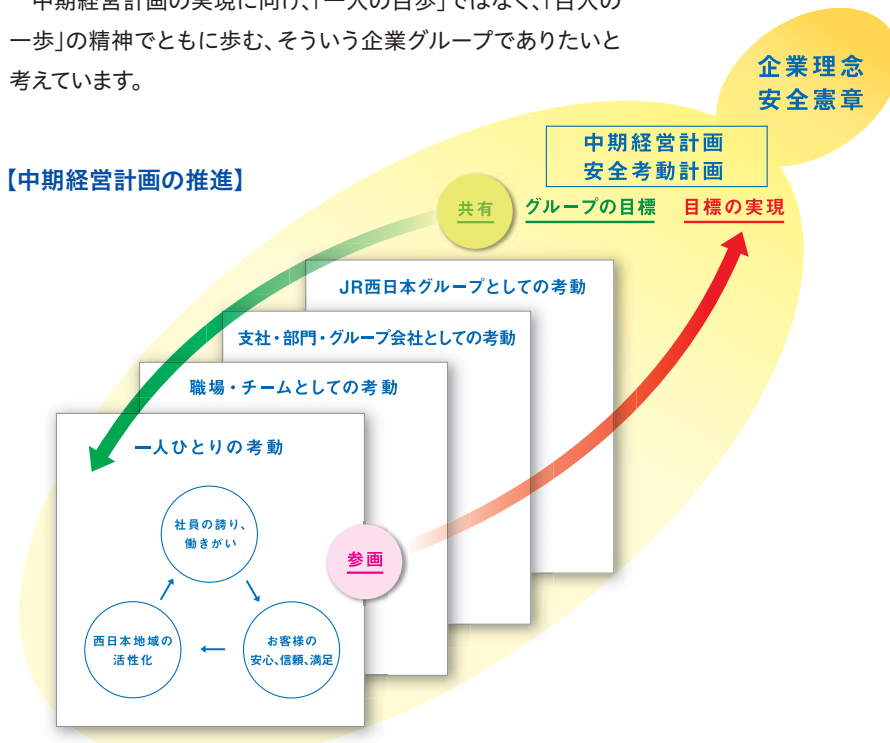 中期経営計画の実現に向け、「一人の百歩」ではなく、「百人の
一歩」の精神でともに歩む、そういう企業グループでありたいと
考えています。
企業理念
安全憲章
中期経営計画
安全考動計画
【中期経営計画の推進】
共有
グループの目標
目標の実現
JR西日本グループとしての考動
支社・部門・グループ会社としての考動
職場・チームとしての考動
一人ひとりの考動
社員の誇り、
働きがい
参画
西日本地域の
活性化
お客様の
安心、信頼、満足